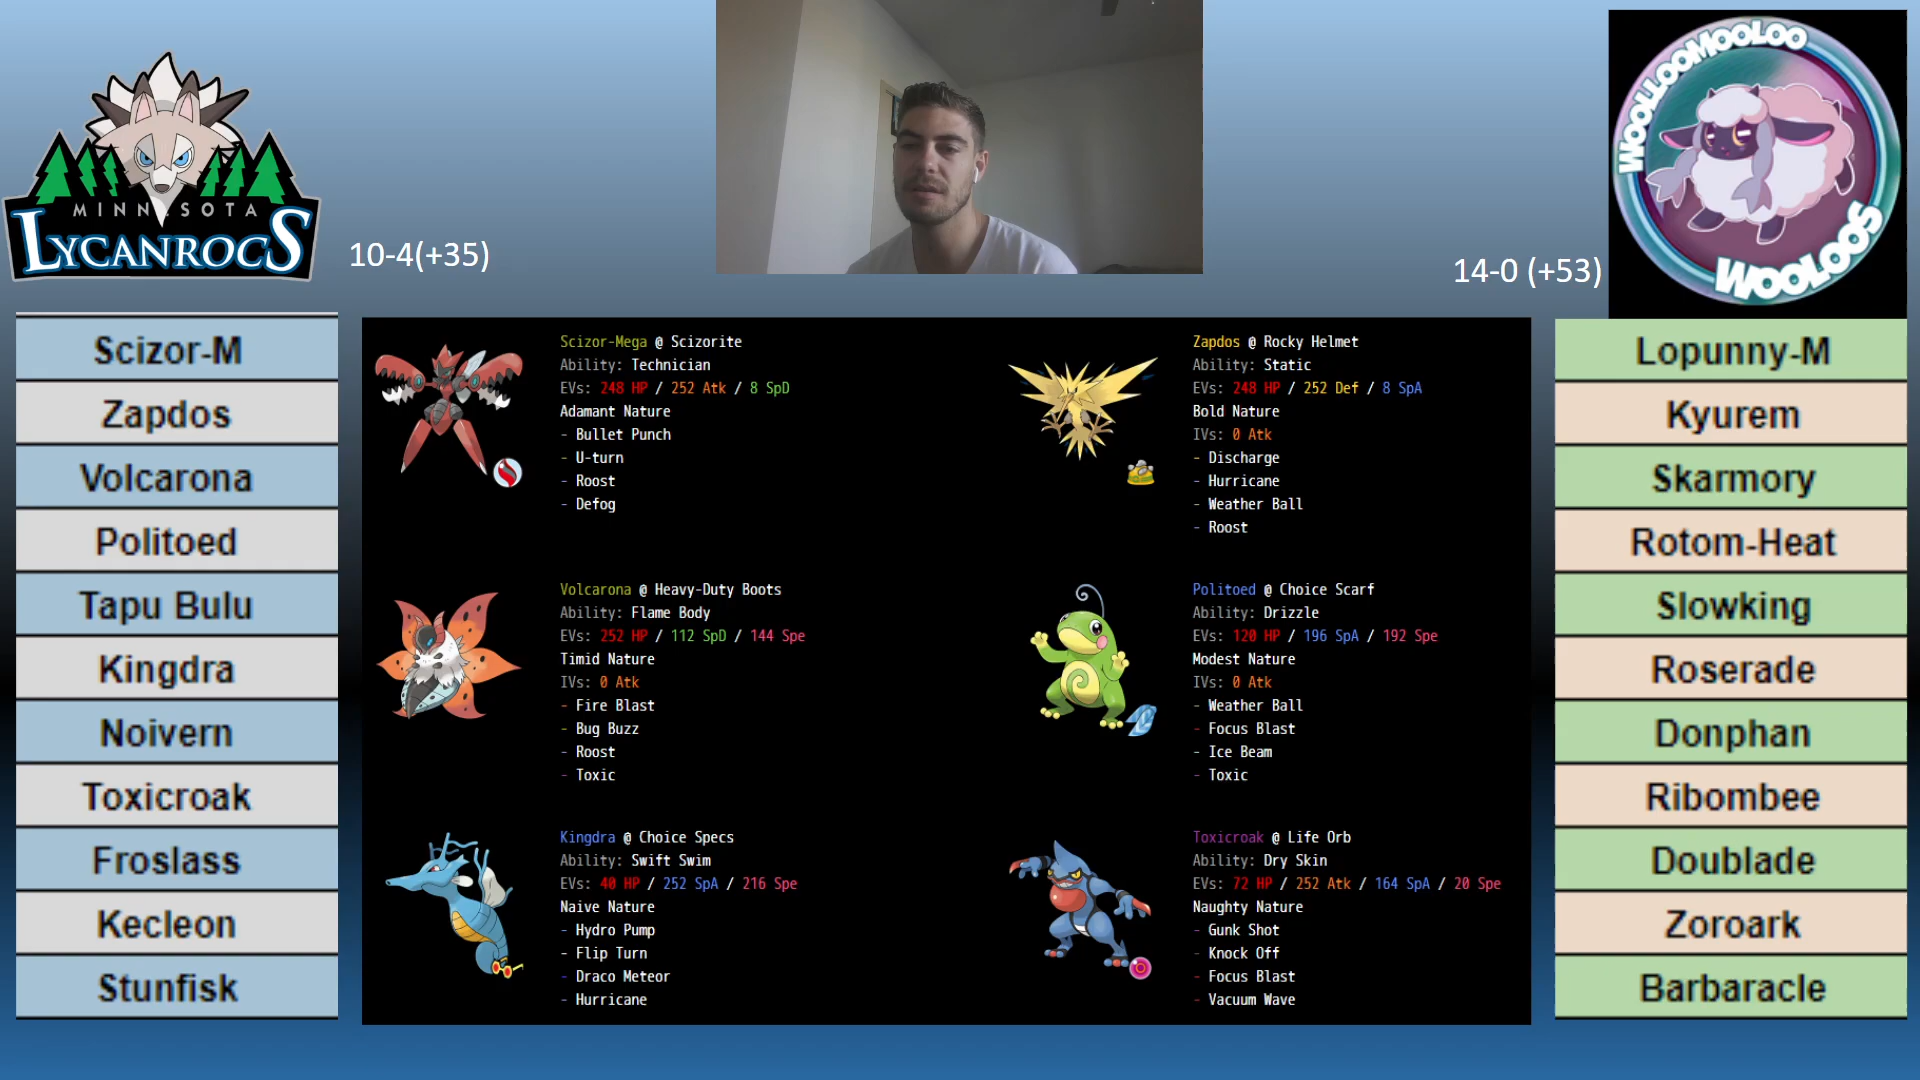 MINNESOTA
LYCANROCS
10-4(+35)
WOOLLOOMOOLOO
WOOLOOS
14-0 (+53)
Scizor-M
Zapdos
Volcarona
Politoed
Tapu Bulu
Kingdra
Noivern
Toxicroak
Froslass
Kecleon
Stunfisk
Scizor-Mega @ Scizorite
Ability: Technician
EVs: 248 HP / 252 Atk / 8 SpD
Adamant Nature
- Bullet Punch
- U-turn
- Roost
- Defog
Zapdos @ Rocky Helmet
Ability: Static
EVs: 248 HP / 252 Def / 8 SpA
Bold Nature
IVs: 0 Atk
- Discharge
- Hurricane
- Weather Ball
- Roost
Volcarona @ Heavy-Duty Boots
Ability: Flame Body
EVs: 252 HP / 112 SpD / 144 Spe
Timid Nature
IVs: 0 Atk
- Fire Blast
- Bug Buzz
- Roost
- Toxic
Politoed @ Choice Scarf
Ability: Drizzle
EVs: 120 HP / 196 SpA / 192 Spe
Modest Nature
IVs: 0 Atk
- Weather Ball
- Focus Blast
- Ice Beam
- Toxic
Kingdra @ Choice Specs
Ability: Swift Swim
EVs: 40 HP / 252 SpA / 216 Spe
Naive Nature
- Hydro Pump
- Flip Turn
- Draco Meteor
- Hurricane
Toxicroak @ Life Orb
Ability: Dry Skin
EVs: 72 HP / 252 Atk / 164 SpA / 20 Spe
Naughty Nature
- Gunk Shot
- Knock Off
- Focus Blast
- Vacuum Wave
Lopunny-M
Kyurem
Skarmory
Rotom-Heat
Slowking
Roserade
Donphan
Ribombee
Doublade
Zoroark
Barbaracle